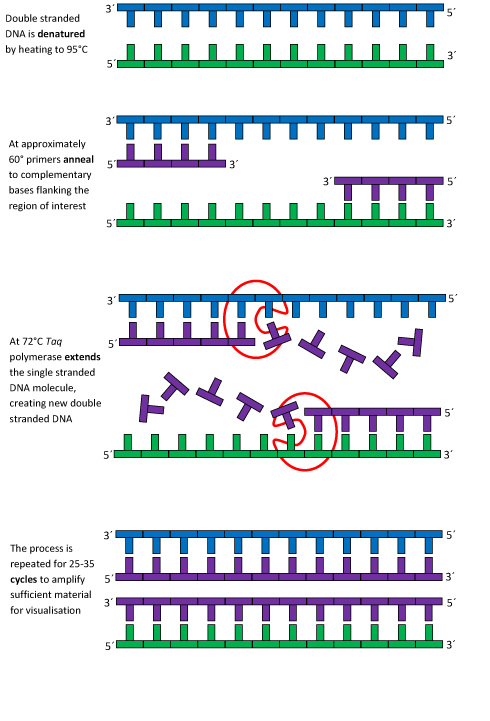 3´
5´
Double stranded
DNA is denatured
by heating to 95°C
5´
3´
3´
5´
At approximately
60° primers anneal
to complementary
bases flanking the
region of interest
5´
3´
3´
5´
5´
3´
3´
5´
At 72°C Taq
polymerase extends
the single stranded
DNA molecule,
creating new double
stranded DNA
5´
5´
5´
3´
3´
5´
The process is
repeated for 25-35
cycles to amplify
sufficient material
for visualisation
5´
3´
3´
5´
5´
3´